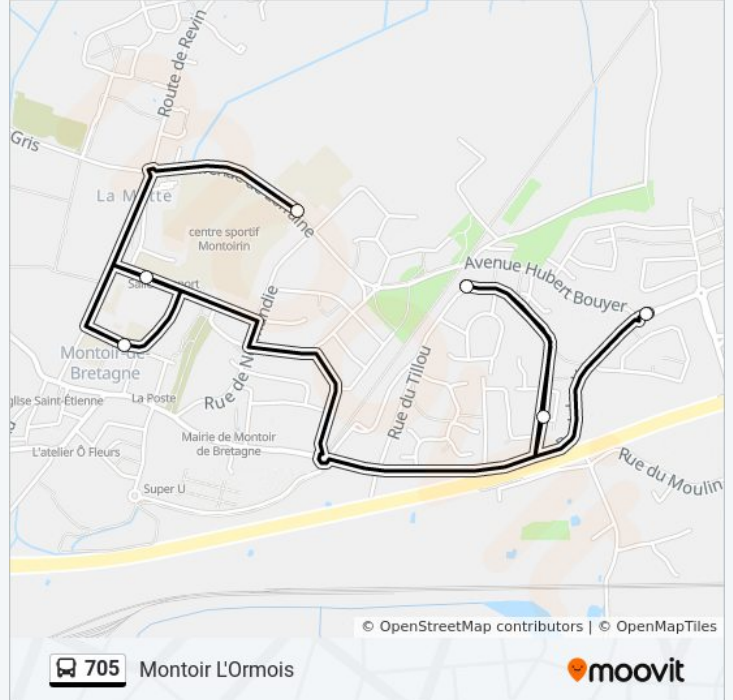 Route de Revin
Gris
La Motte
centre sportif
Montoirin
Avenue Hubert Bouyer
Montoir-de-
Bretagne
Rue de Normandie
Rue du Tillou
glise Saint-Étienne
La Poste
L'atelier Ô Fleurs
Mairie de Montoir
de Bretagne
Rue du Moulin
Super U
© OpenStreetMap contributors | © OpenMapTiles
705
Montoir L'Ormois
moovit